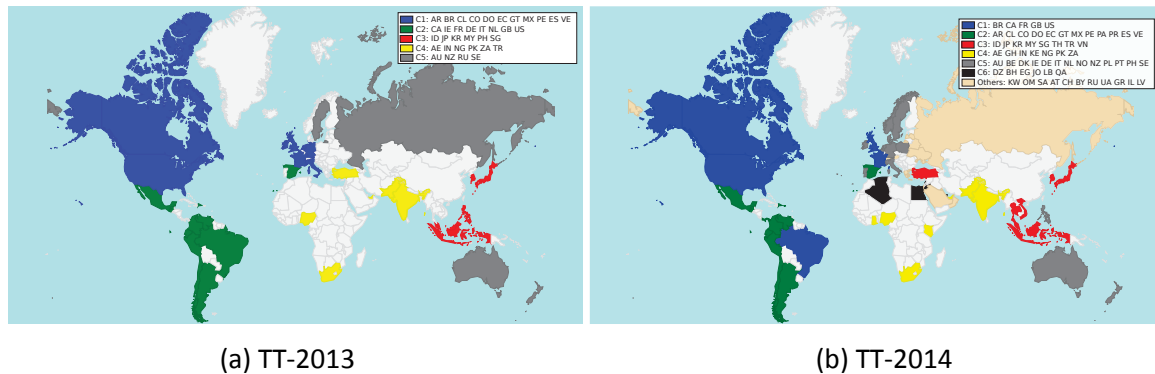 C1: AR BR CL CO DO EC GT MX PE ES VE
C2: CA IE FR DE IT NL GB US
C3: ID JP KR MY PH SG
C4: AE IN NG PK ZA TR
C5: AU NZ RU SE
C1: BR CA FR GB US
C2: AR CL CO DO EC GT MX PE PA PR ES VE
C3: ID JP KR MY SG TH TR VN
C4: AE GH IN KE NG PK ZA
C5: AU BE DK IE DE IT NL NO NZ PL PT PH SE
C6: DZ BH EG JO LB QA
Others: KW OM SA AT CH BY RU UA GR IL LV
(a) TT-2013
(b) TT-2014